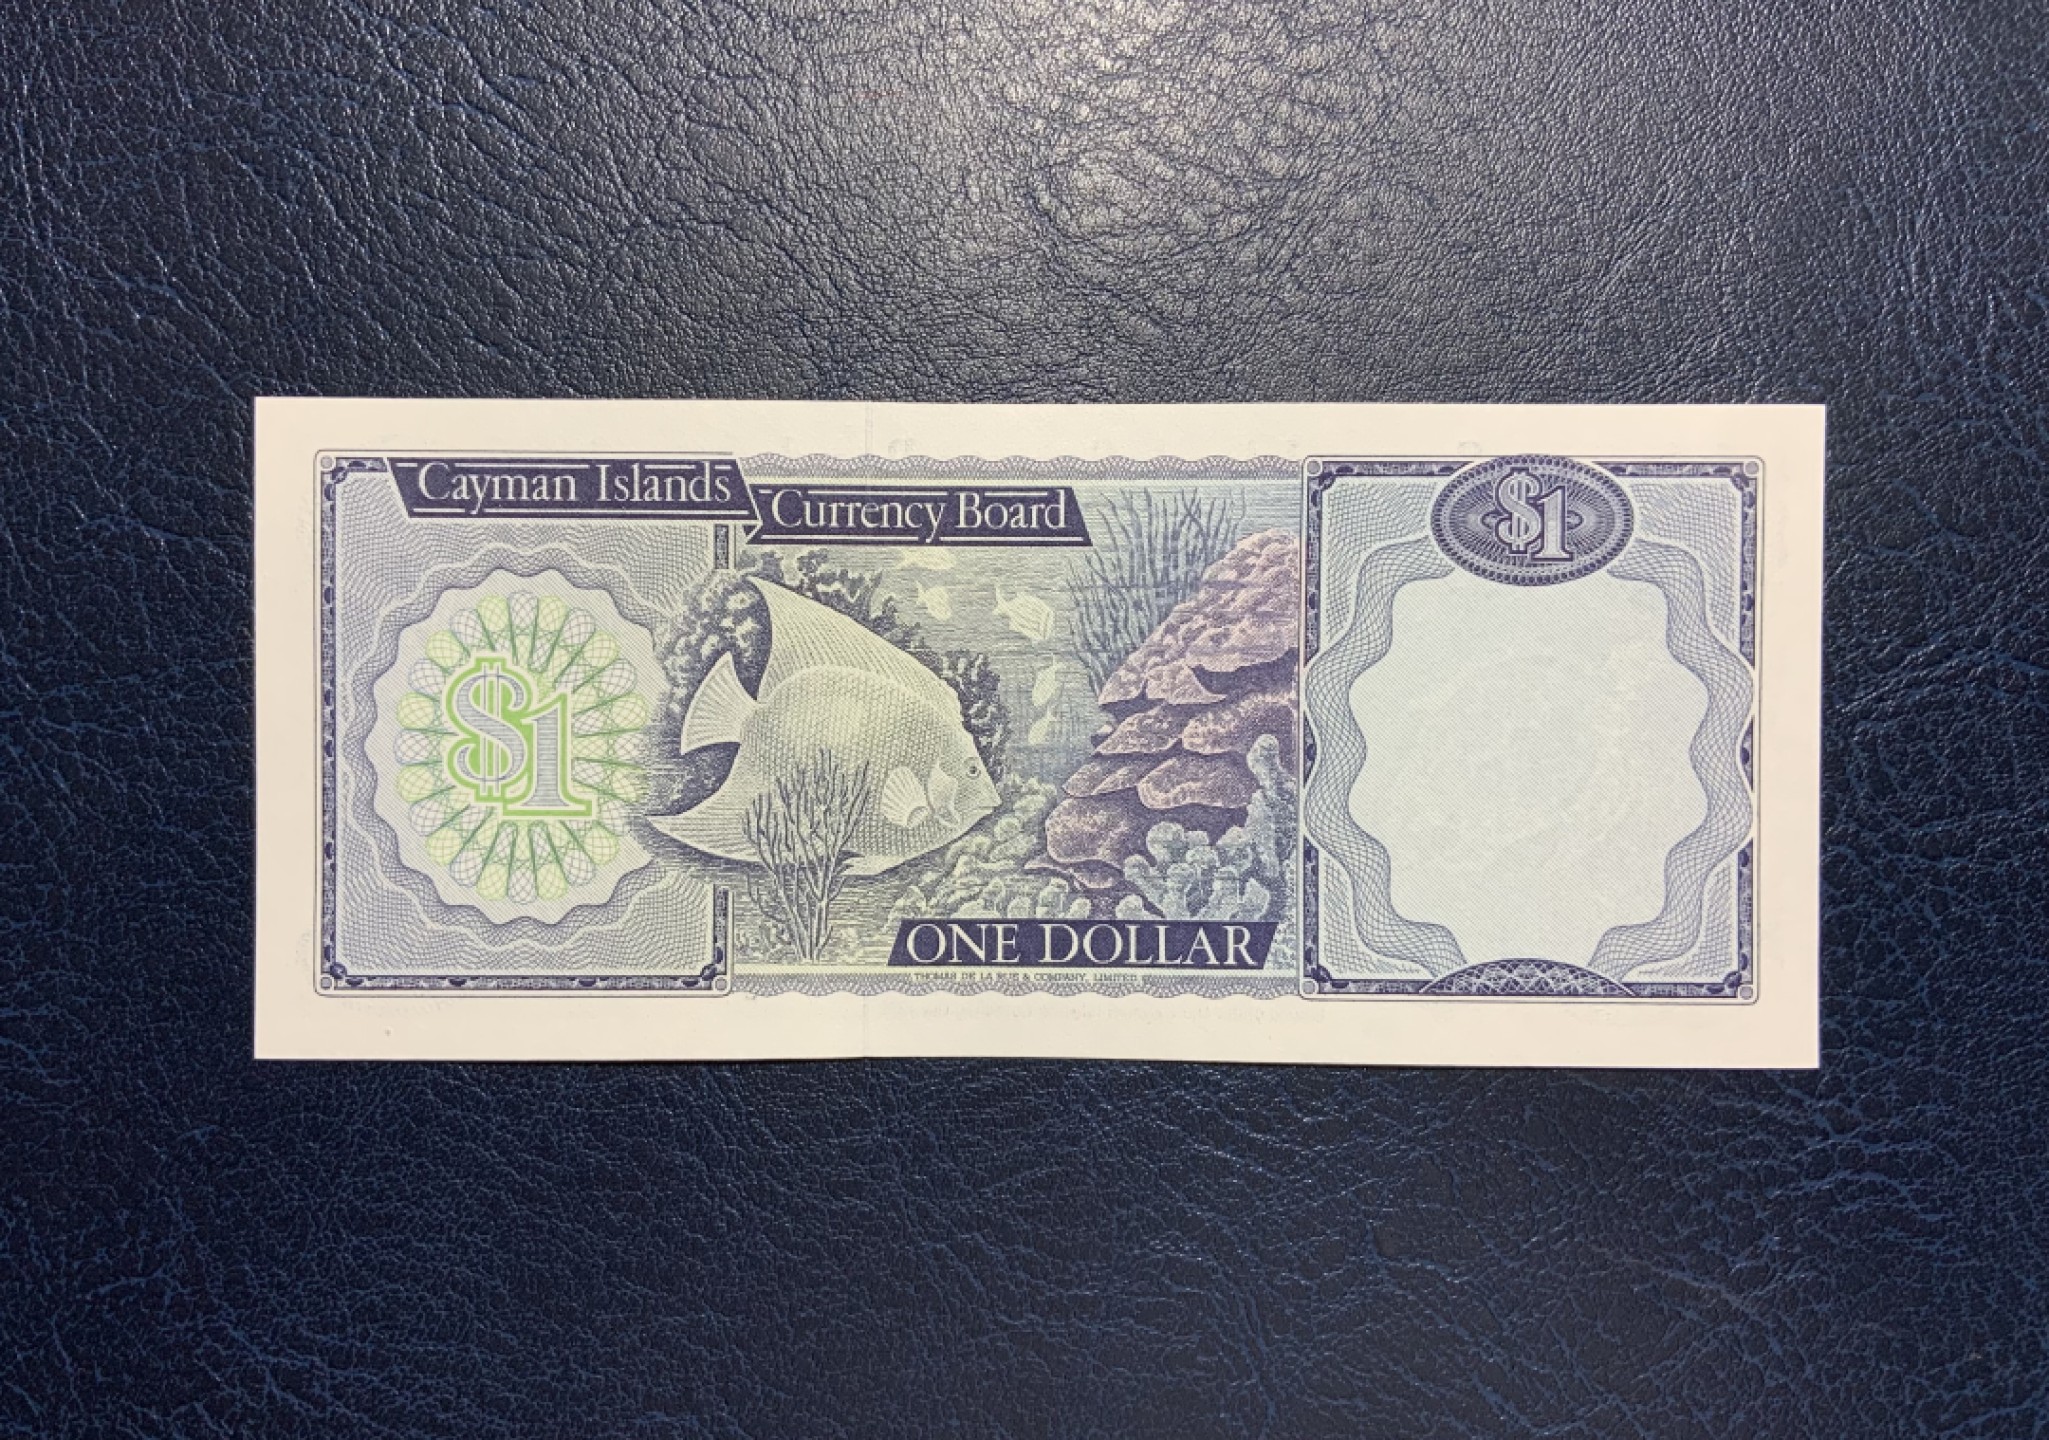 Cayman Islands
Currency Board
$1
$1
ONE DOLLAR
THOMAS DE LA RUE & COMPANY, LIMITED